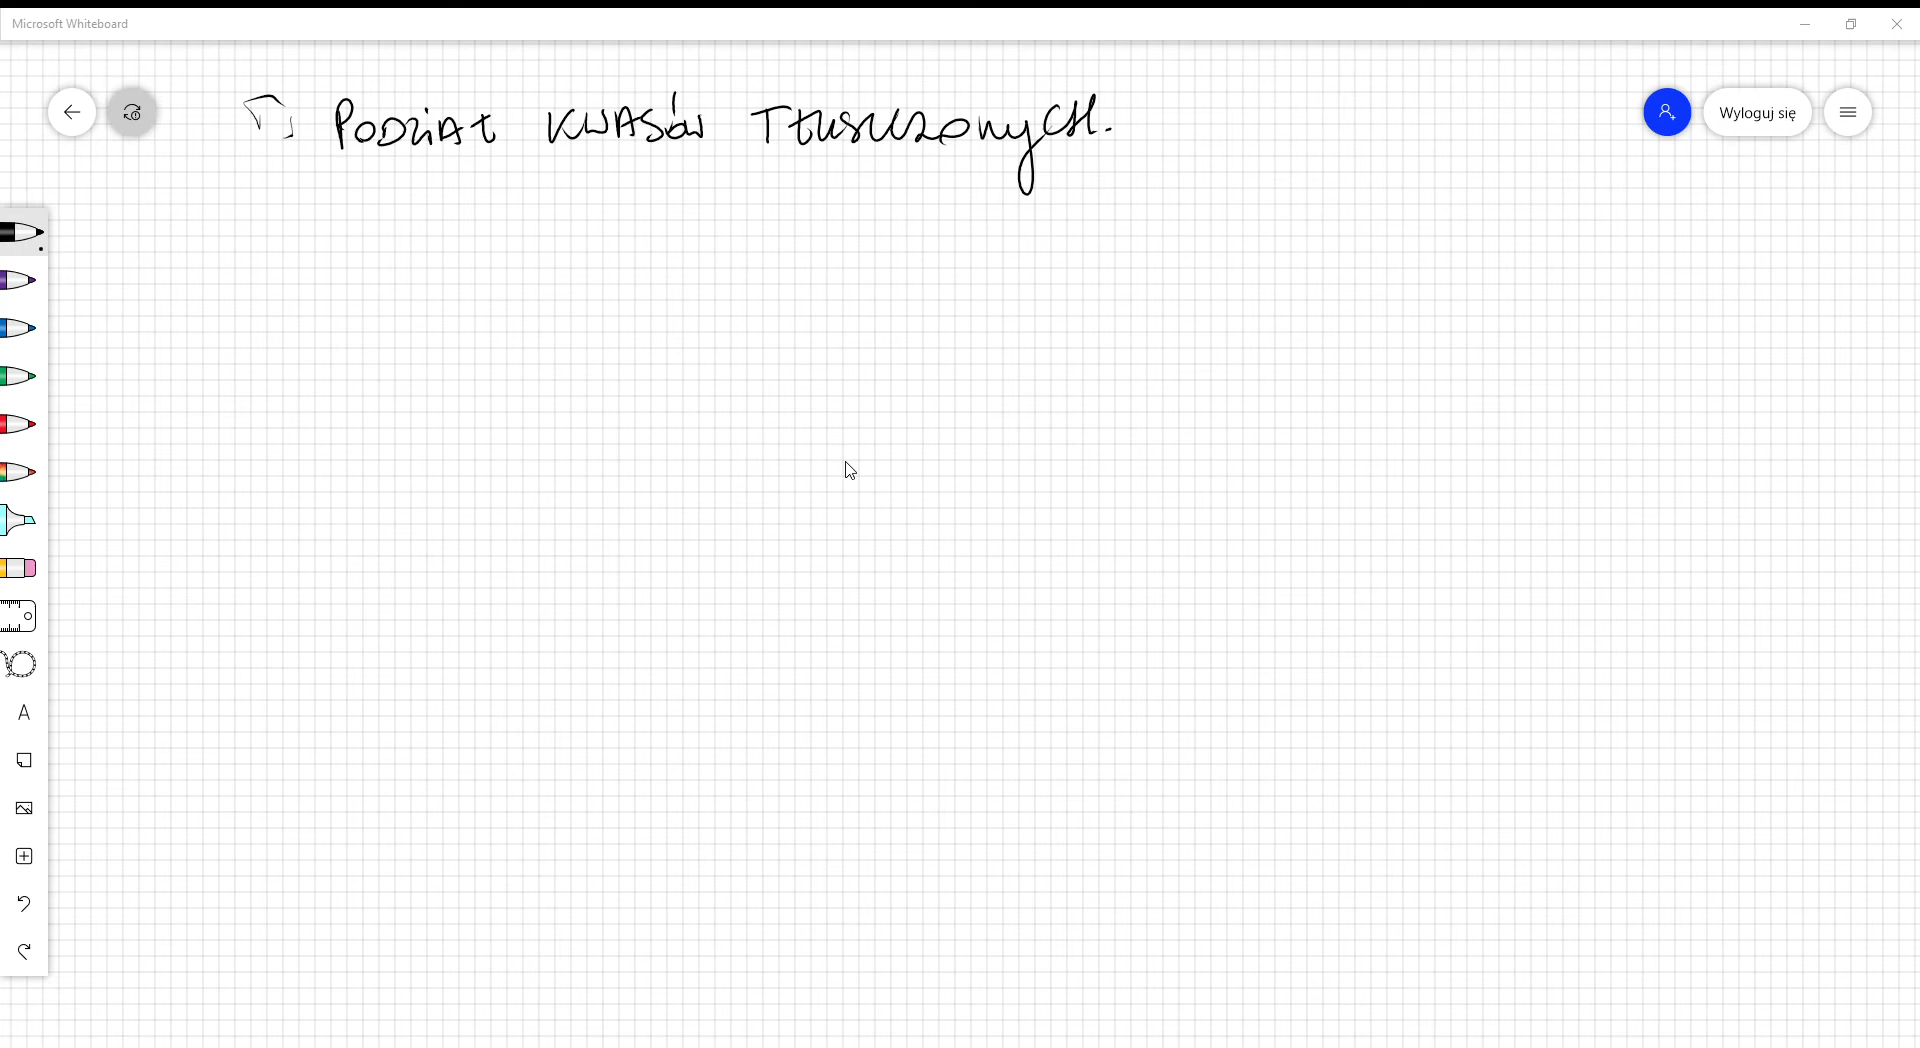 Microsoft Whiteboard
Podział kwasów Tłuszczowych.
Wyloguj się
A